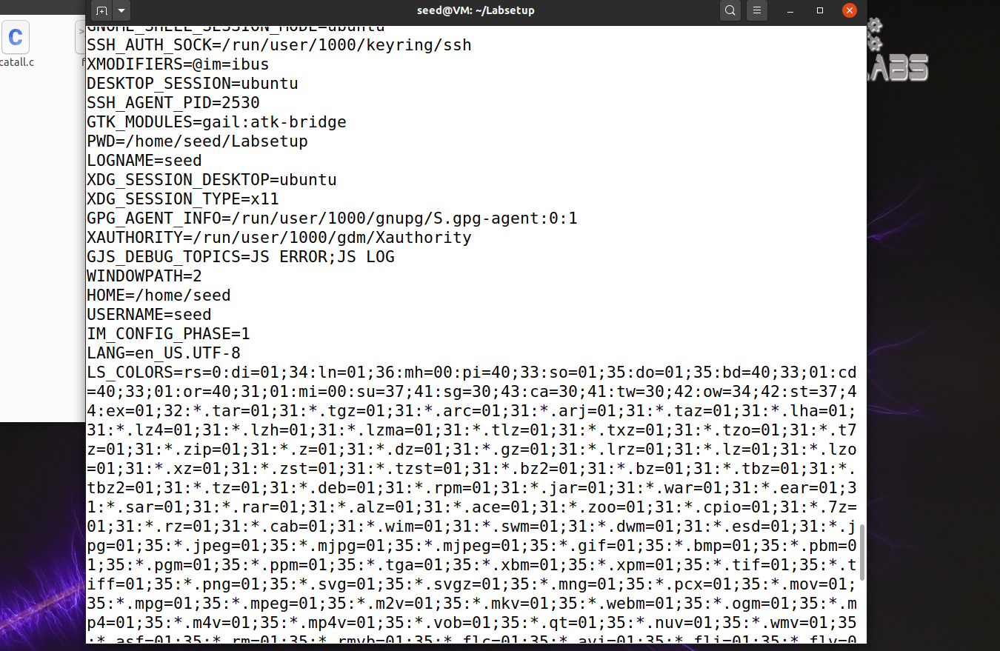 seed@VM: ~/Labsetup
catall.c
GNOME_SHELL_SESSION_MODE=ubuntu
SSH_AUTH_SOCK=/run/user/1000/keyring/ssh
XMODIFIERS=@im=ibus
DESKTOP_SESSION=ubuntu
SSH_AGENT_PID=2530
GTK_MODULES=gail:atk-bridge
PWD=/home/seed/Labsetup
LOGNAME=seed
XDG_SESSION_DESKTOP=ubuntu
XDG_SESSION_TYPE=x11
GPG_AGENT_INFO=/run/user/1000/gnupg/S.gpg-agent:0:1
XAUTHORITY=/run/user/1000/gdm/Xauthority
GJS_DEBUG_TOPICS=JS ERROR;JS LOG
WINDOWPATH=2
HOME=/home/seed
USERNAME=seed
IM_CONFIG_PHASE=1
LANG=en_US.UTF-8
LS_COLORS=rs=0:di=01;34:ln=01;36:mh=00:pi=40;33:so=01;35:do=01;35:bd=40;33;01:cd
=40;33;01:or=40;31;01:mi=00:su=37;41:sg=30;43:ca=30;41:tw=30;42:ow=34;42:st=37;4
4:ex=01;32:*.tar=01;31:*.tgz=01;31:*.arc=01;31:*.arj=01;31:*.taz=01;31:*.lha=01;
31:*.lz4=01;31:*.lzh=01;31:*.lzma=01;31:*.tlz=01;31:*.txz=01;31:*.tzo=01;31:*.t7
z=01;31:*.zip=01;31:*.z=01;31:*.dz=01;31:*.gz=01;31:*.lrz=01;31:*.lz=01;31:*.lzo
=01;31:*.xz=01;31:*.zst=01;31:*.tzst=01;31:*.bz2=01;31:*.bz=01;31:*.tbz=01;31:*.
tbz2=01;31:*.tz=01;31:*.deb=01;31:*.rpm=01;31:*.jar=01;31:*.war=01;31:*.ear=01;3
1:*.sar=01;31:*.rar=01;31:*.alz=01;31:*.ace=01;31:*.zoo=01;31:*.cpio=01;31:*.7z=
01;31:*.rz=01;31:*.cab=01;31:*.wim=01;31:*.swm=01;31:*.dwm=01;31:*.esd=01;31:*.j
pg=01;35:*.jpeg=01;35:*.mjpg=01;35:*.mjpeg=01;35:*.gif=01;35:*.bmp=01;35:*.pbm=0
1;35:*.pgm=01;35:*.ppm=01;35:*.tga=01;35:*.xbm=01;35:*.xpm=01;35:*.tif=01;35:*.t
iff=01;35:*.png=01;35:*.svg=01;35:*.svgz=01;35:*.mng=01;35:*.pcx=01;35:*.mov=01;
35:*.mpg=01;35:*.mpeg=01;35:*.m2v=01;35:*.mkv=01;35:*.webm=01;35:*.ogm=01;35:*.m
p4=01;35:*.m4v=01;35:*.mp4v=01;35:*.vob=01;35:*.qt=01;35:*.nuv=01;35:*.wmv=01;35
:*.asf=01;35:*.rm=01;35:*.rmvb=01;35:*.flc=01;35:*.avi=01;35:*.fli=01;35:*.flv=0